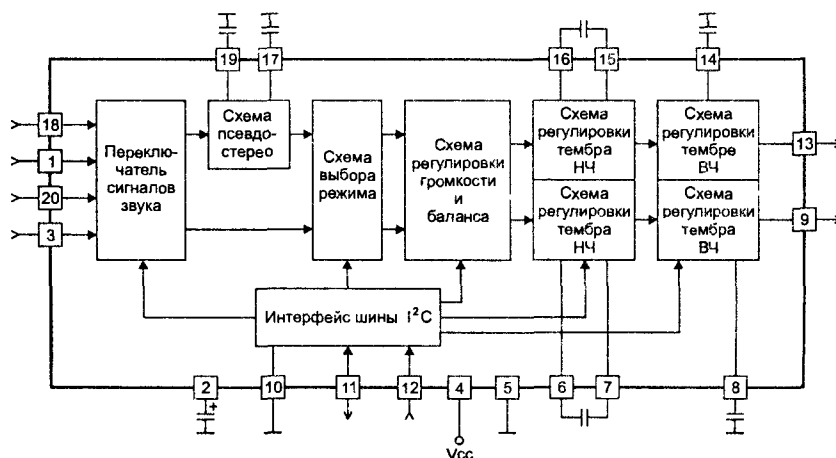 19
17
16
15
14
18
1
20
3
Переклю-
чатель
сигналов
звука
Схема
псевдо-
стерео
Схема
выбора
режима
Схема
регулировки
громкости
и
баланса
Схема
регулировки
тембра
НЧ
Схема
регулировки
тембре
ВЧ
Схема
регулировки
тембра
НЧ
Схема
регулировки
тембра
ВЧ
13
9
Интерфейс шины I²C
2
10
11
12
4
5
6
7
8
+
Vcc